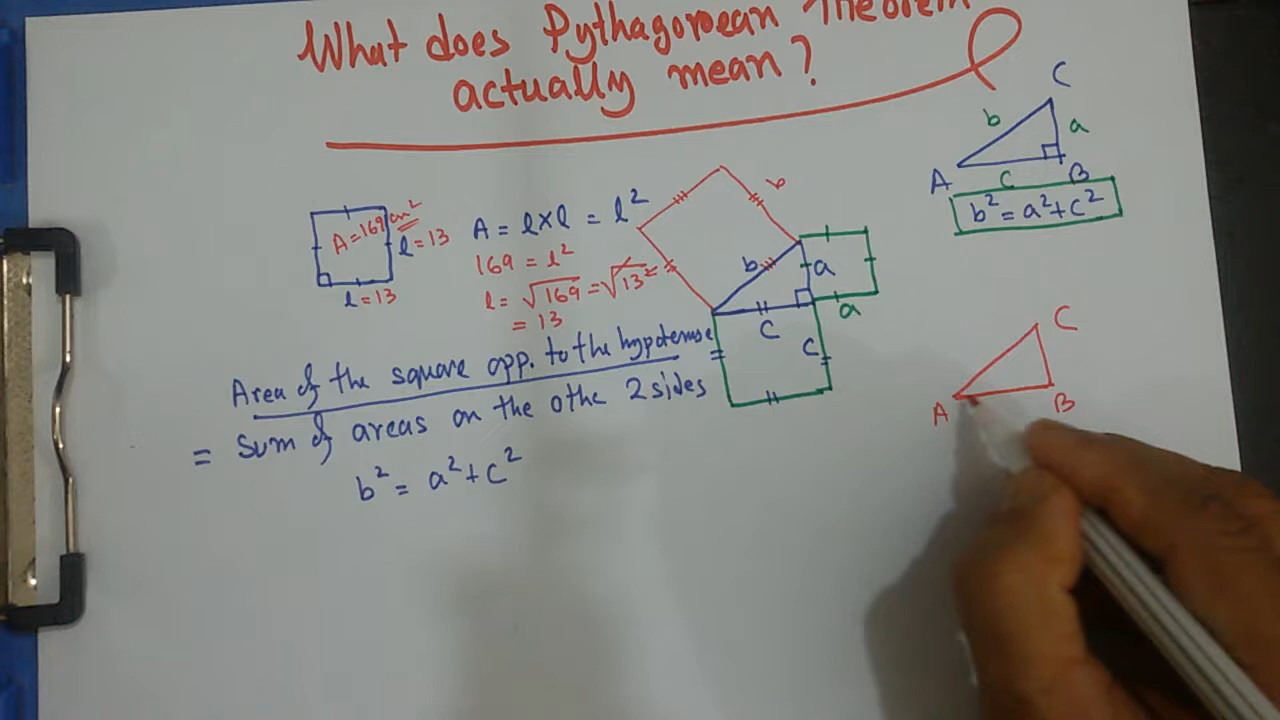 What does Pythagorean Theorem
actually mean?
C
b
a
A
c
B
b² = a² + c²
A=169 cm²
l = 13
l = 13
A = l×l = l²
169 = l²
l = √169 = √13²
= 13
b
b
a
a
c
c
Area of the square opp. to the hypotenuse
= Sum of areas on the othe 2 sides
b² = a² + c²
C
A
B